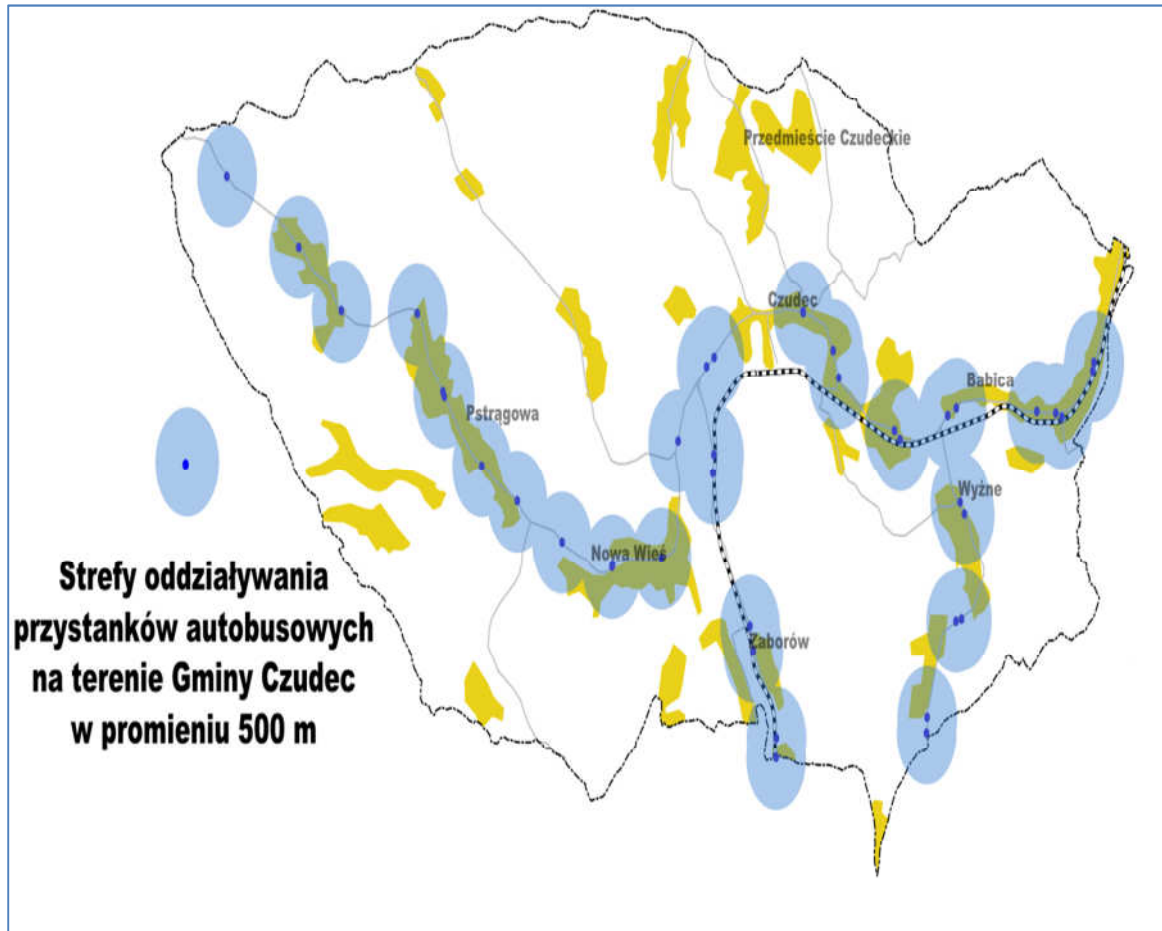 Przedmieście Czudeckie
Czudec
Babica
Pstrągowa
Wyżne
Nowa Wieś
Zaborów
Strefy oddziaływania
przystanków autobusowych
na terenie Gminy Czudec
w promieniu 500 m